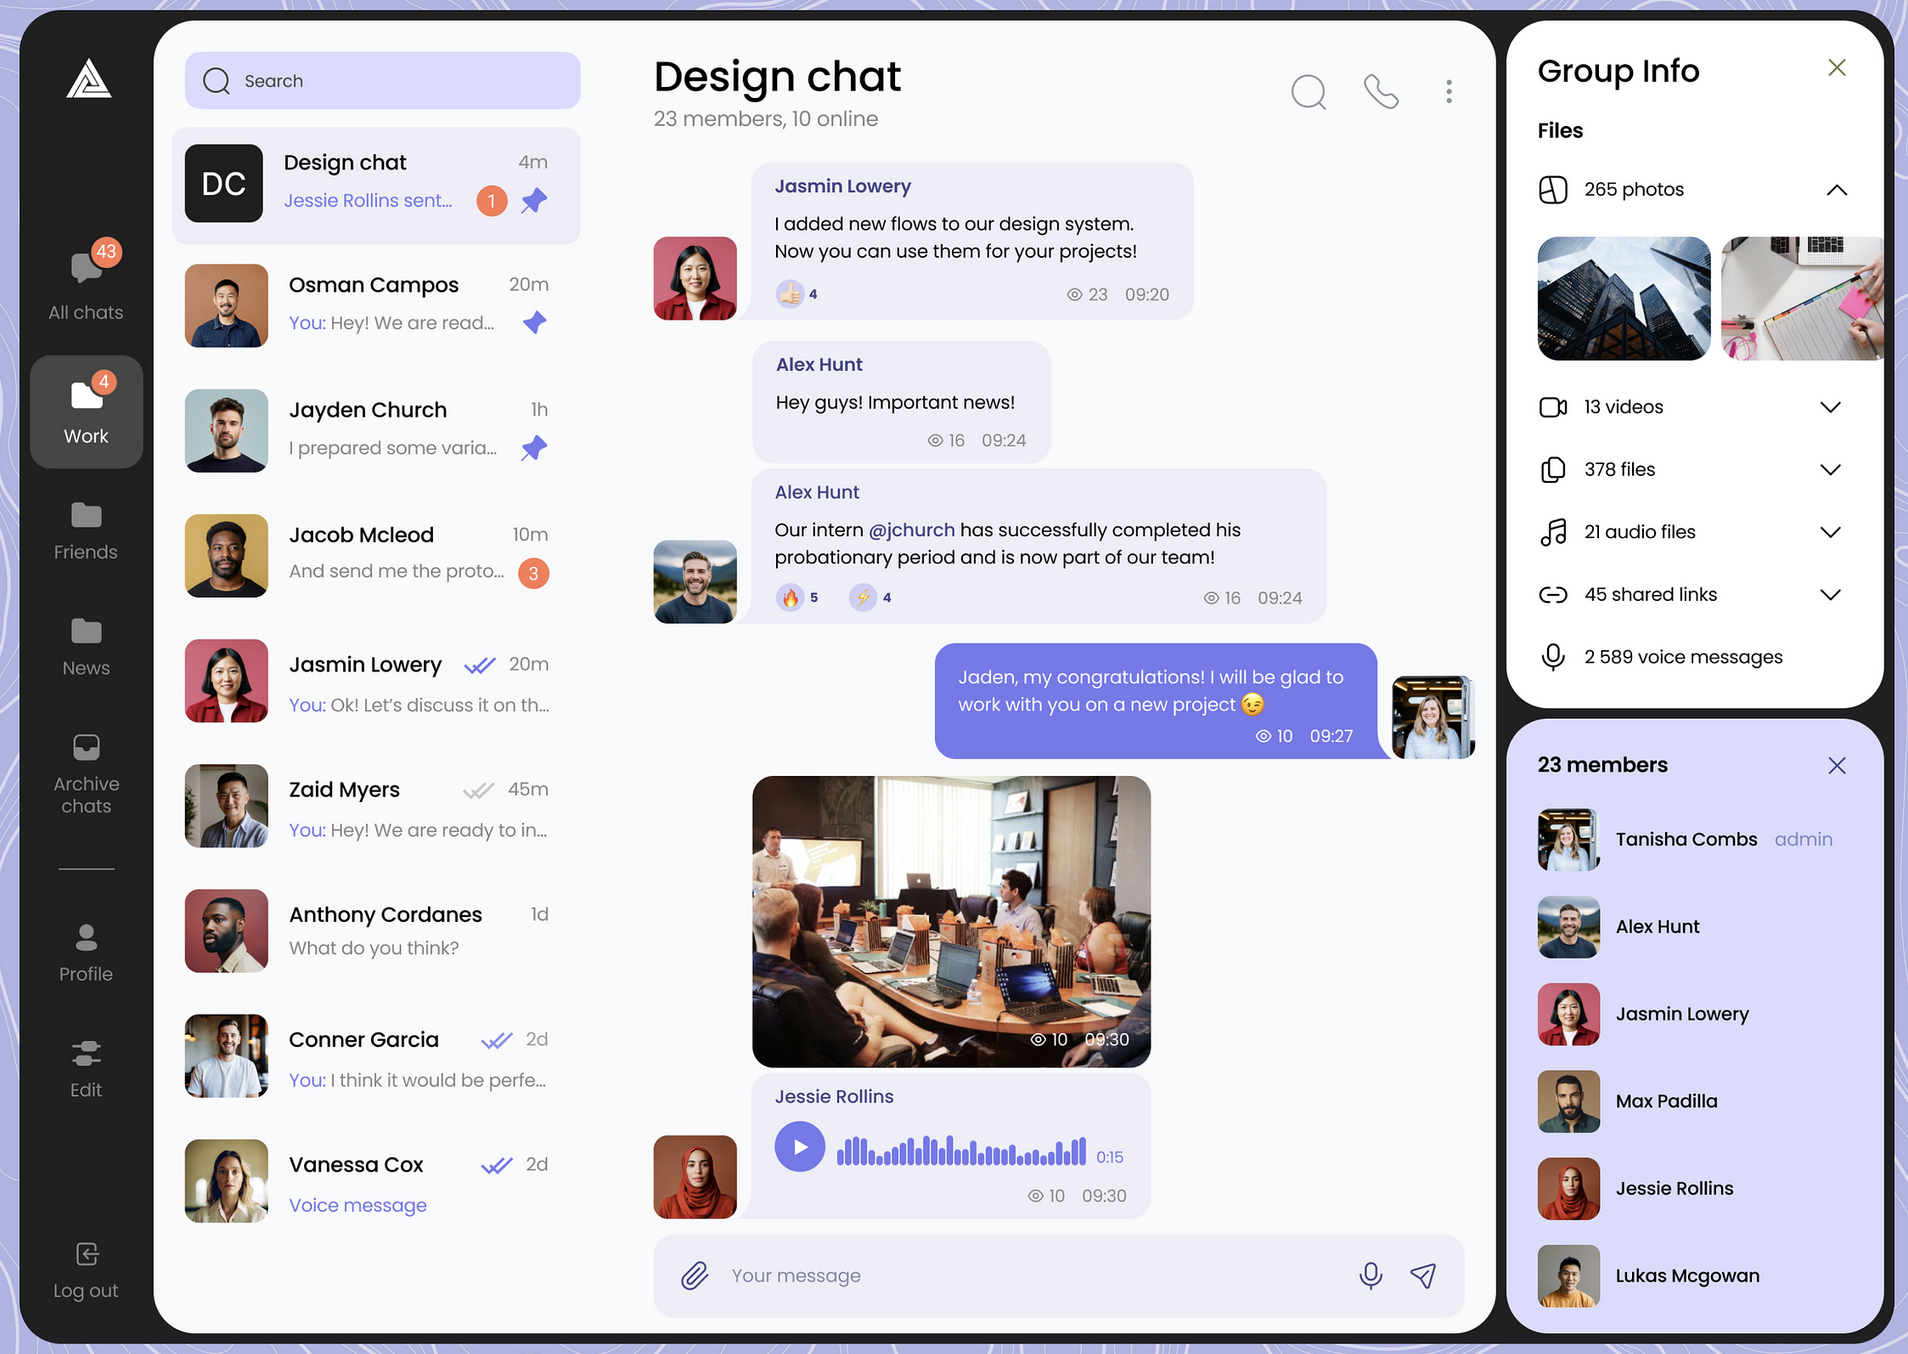 43
All chats
4
Work
Friends
News
Archive
chats
Profile
Edit
Log out
Search
DC
Design chat
4m
Jessie Rollins sent...
1
Osman Campos
20m
You: Hey! We are read...
Jayden Church
1h
I prepared some varia...
Jacob Mcleod
10m
And send me the proto...
3
Jasmin Lowery
20m
You: Ok! Let’s discuss it on th...
Zaid Myers
45m
You: Hey! We are ready to in...
Anthony Cordanes
1d
What do you think?
Conner Garcia
2d
You: I think it would be perfe...
Vanessa Cox
2d
Voice message
Design chat
23 members, 10 online
Jasmin Lowery
I added new flows to our design system.
Now you can use them for your projects!
👍🏻 4
23 09:20
Alex Hunt
Hey guys! Important news!
16 09:24
Alex Hunt
Our intern @jchurch has successfully completed his
probationary period and is now part of our team!
🔥 5 ⚡ 4
16 09:24
Jaden, my congratulations! I will be glad to
work with you on a new project 😉
10 09:27
10 09:30
Jessie Rollins
0:15
10 09:30
Your message
Group Info
Files
265 photos
13 videos
378 files
21 audio files
45 shared links
2 589 voice messages
23 members
Tanisha Combs admin
Alex Hunt
Jasmin Lowery
Max Padilla
Jessie Rollins
Lukas Mcgowan